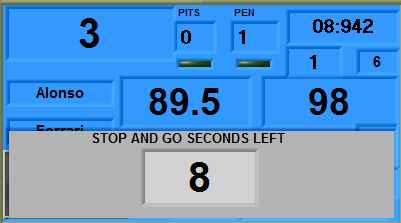 PITS PEN
3 0 1 08:942
1 6
Alonso 89.5 98
Ferrari
STOP AND GO SECONDS LEFT
8